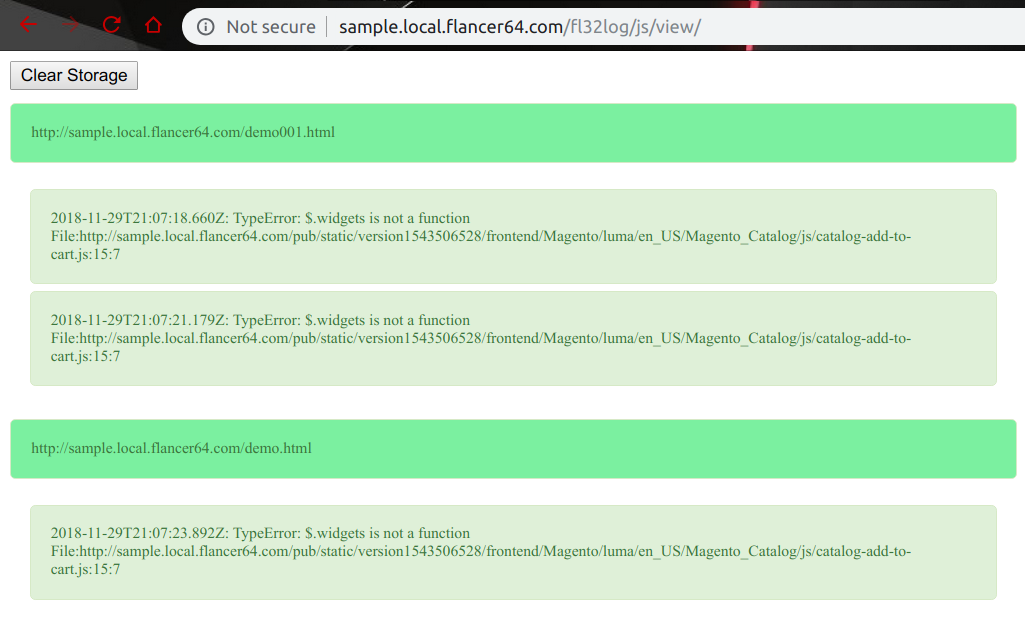 Not secure | sample.local.flancer64.com/fl32log/js/view/
Clear Storage
http://sample.local.flancer64.com/demo001.html
2018-11-29T21:07:18.660Z: TypeError: $.widgets is not a function
File:http://sample.local.flancer64.com/pub/static/version1543506528/frontend/Magento/luma/en_US/Magento_Catalog/js/catalog-add-to-
cart.js:15:7
2018-11-29T21:07:21.179Z: TypeError: $.widgets is not a function
File:http://sample.local.flancer64.com/pub/static/version1543506528/frontend/Magento/luma/en_US/Magento_Catalog/js/catalog-add-to-
cart.js:15:7
http://sample.local.flancer64.com/demo.html
2018-11-29T21:07:23.892Z: TypeError: $.widgets is not a function
File:http://sample.local.flancer64.com/pub/static/version1543506528/frontend/Magento/luma/en_US/Magento_Catalog/js/catalog-add-to-
cart.js:15:7